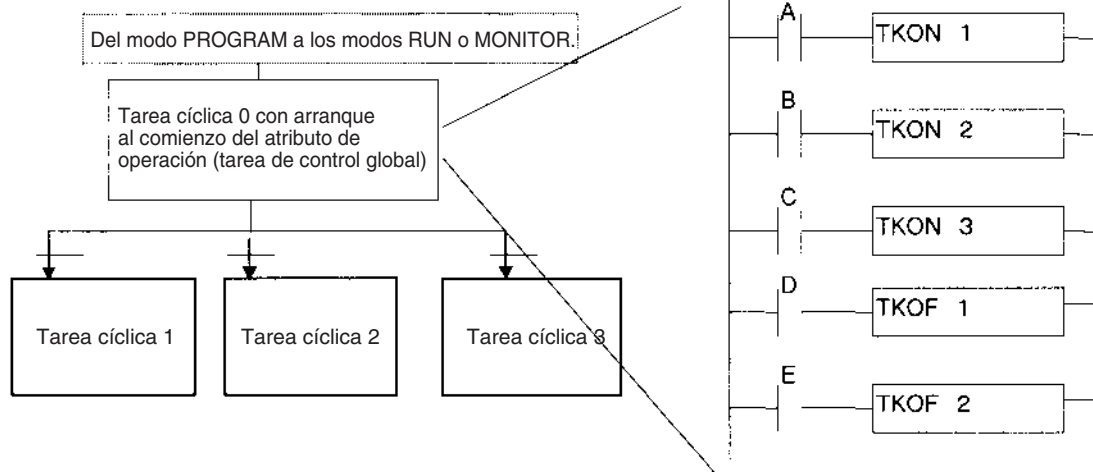 Del modo PROGRAM a los modos RUN o MONITOR.
Tarea cíclica 0 con arranque
al comienzo del atributo de
operación (tarea de control global)
Tarea cíclica 1
Tarea cíclica 2
Tarea cíclica 3
A
TKON 1
B
TKON 2
C
TKON 3
D
TKOF 1
E
TKOF 2